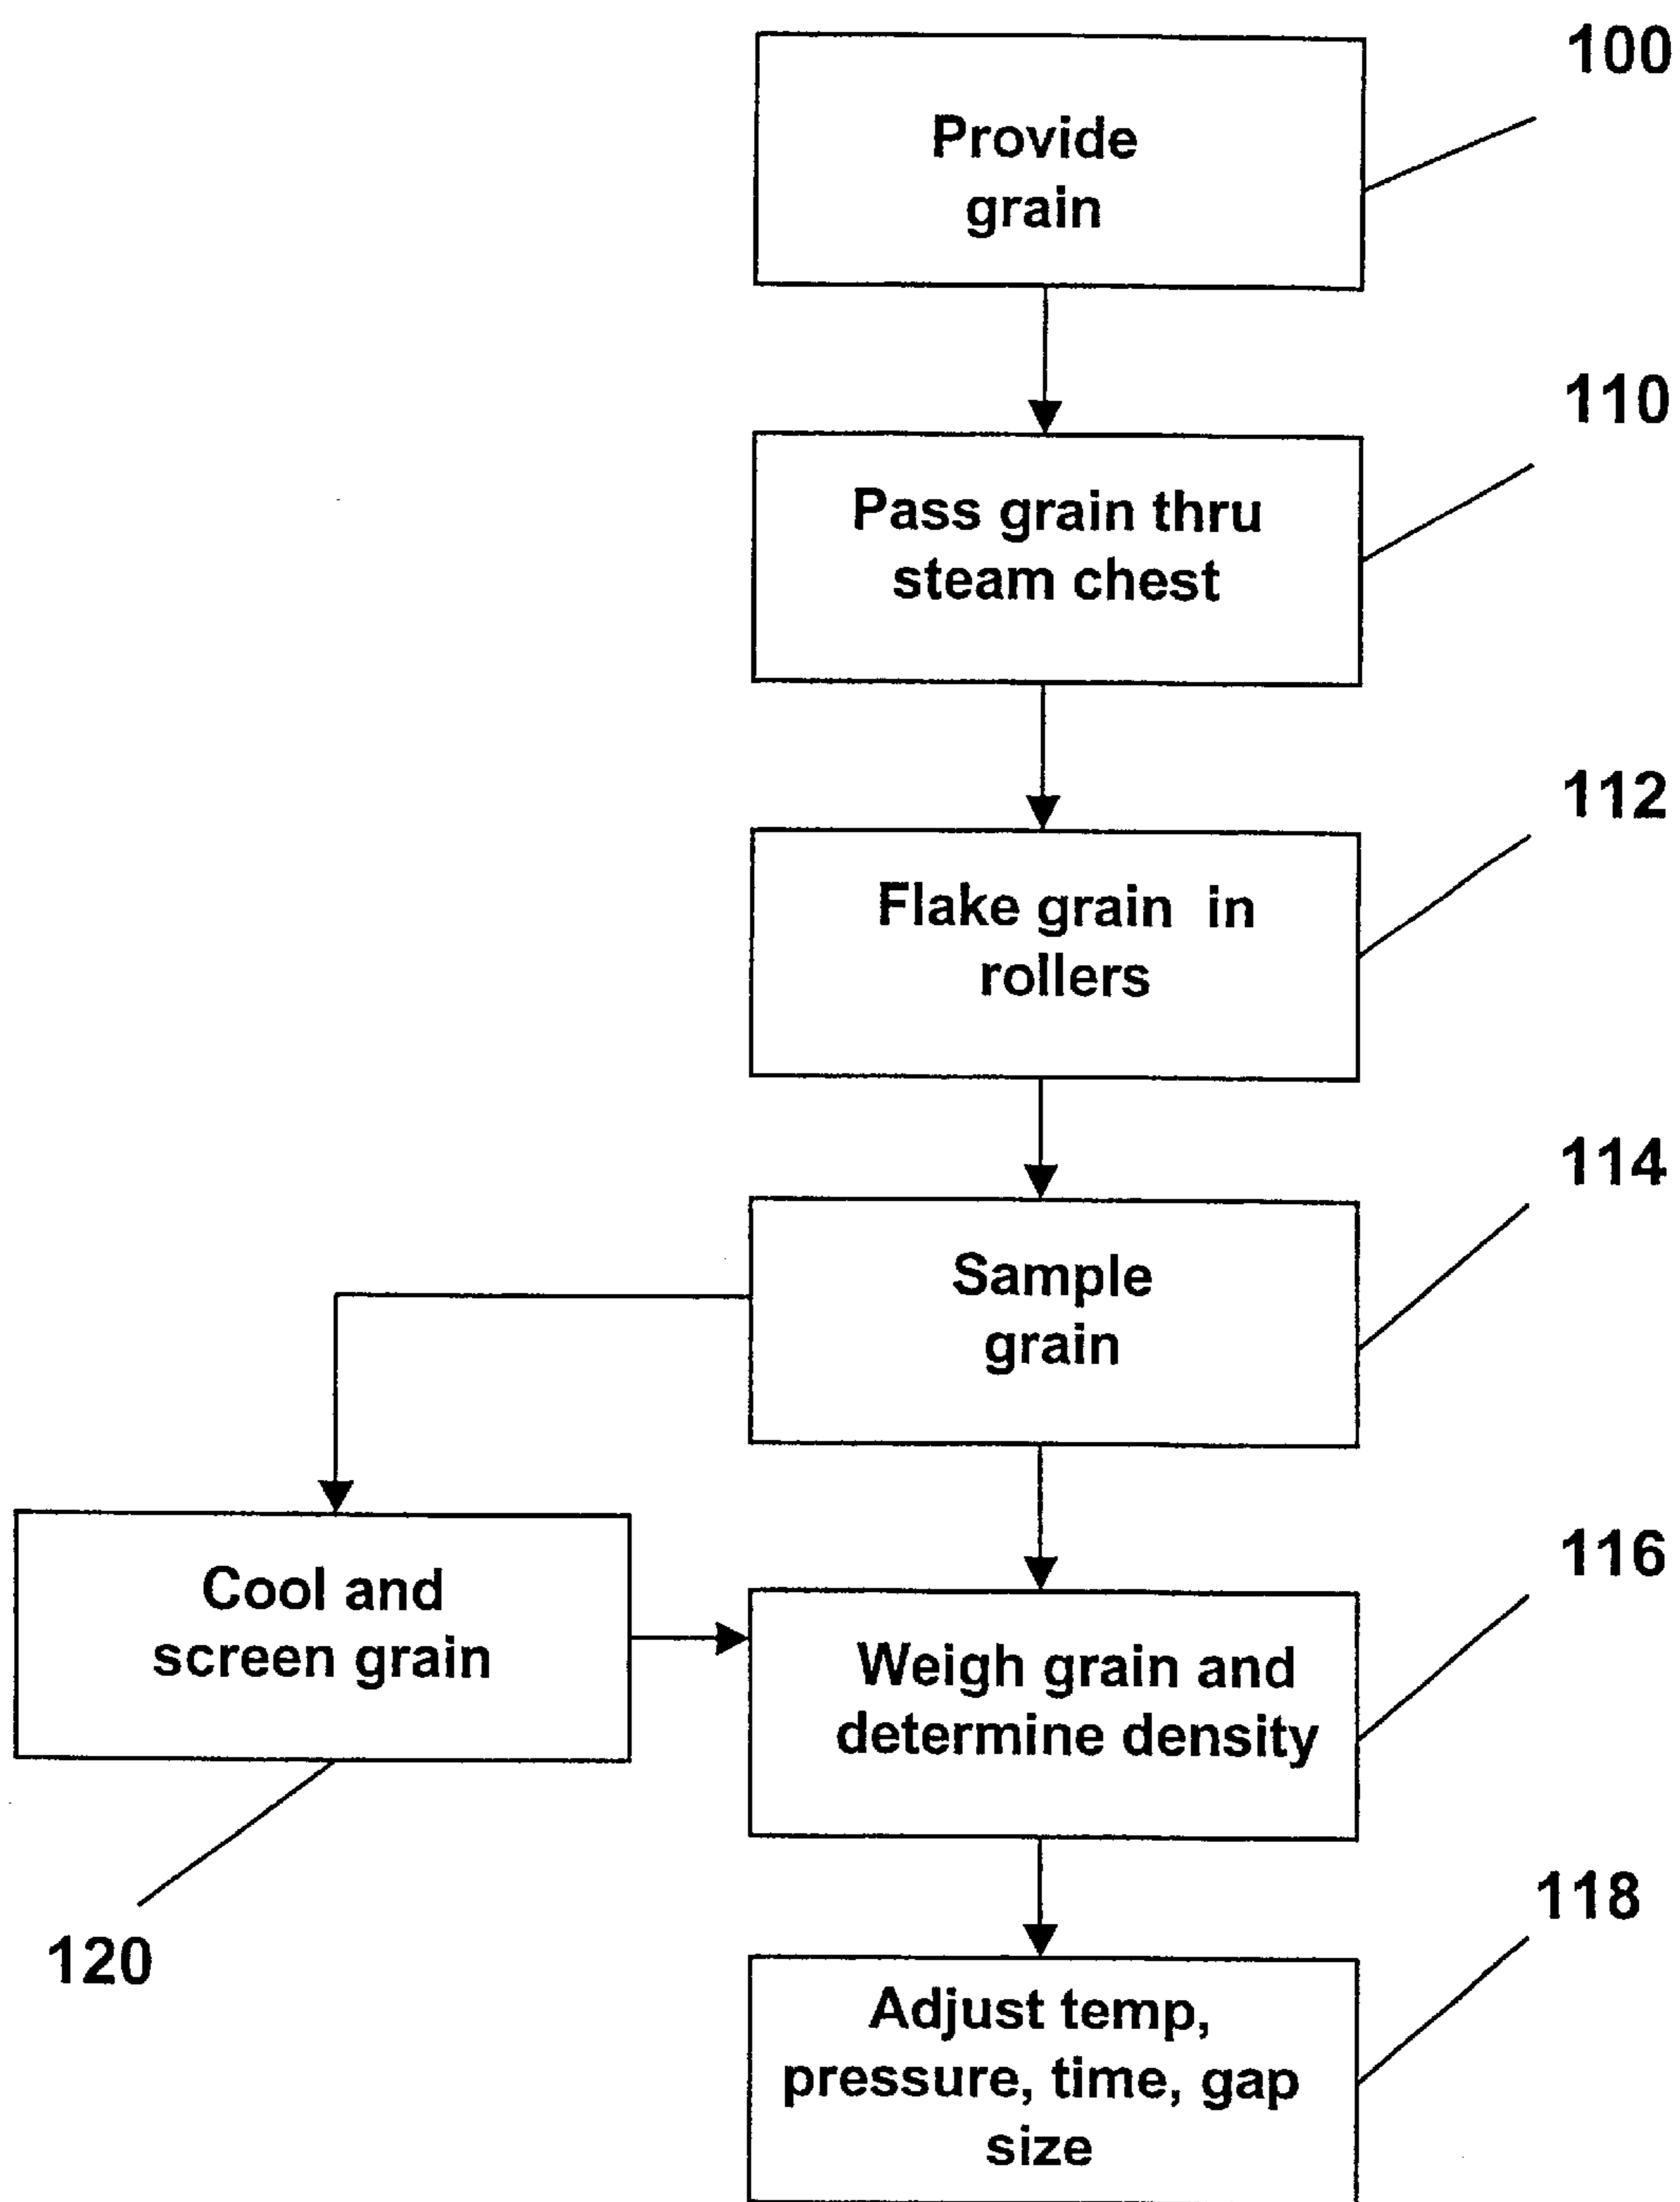 100
Provide
grain
110
Pass grain thru
steam chest
112
Flake grain in
rollers
114
Sample
grain
116
Cool and
screen grain
Weigh grain and
determine density
118
120
Adjust temp,
pressure, time, gap
size